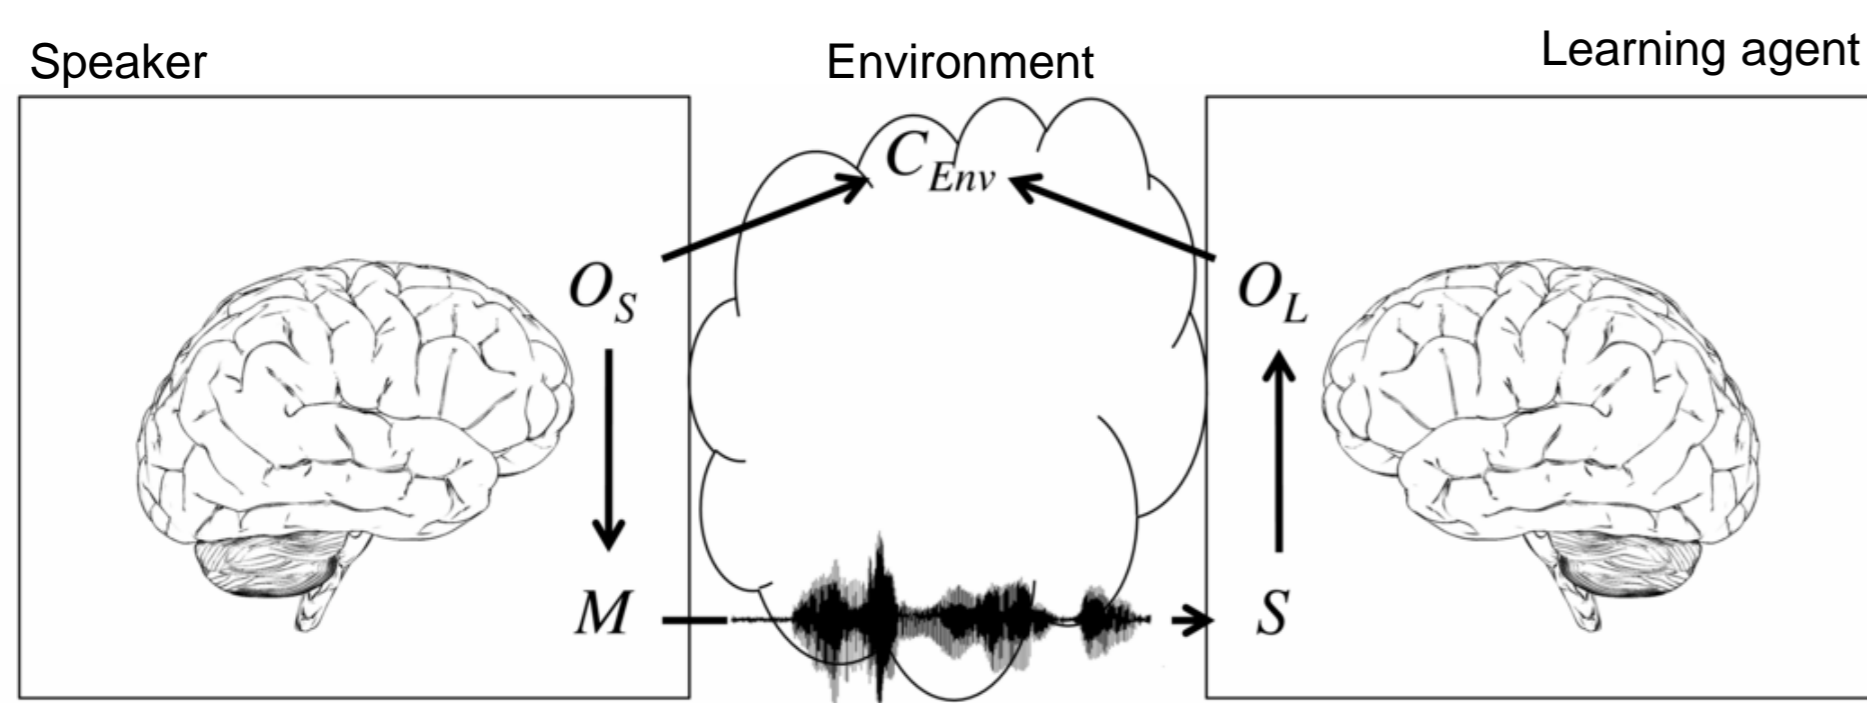 Speaker
Environment
Learning agent
C_Env
O_S
O_L
M
S